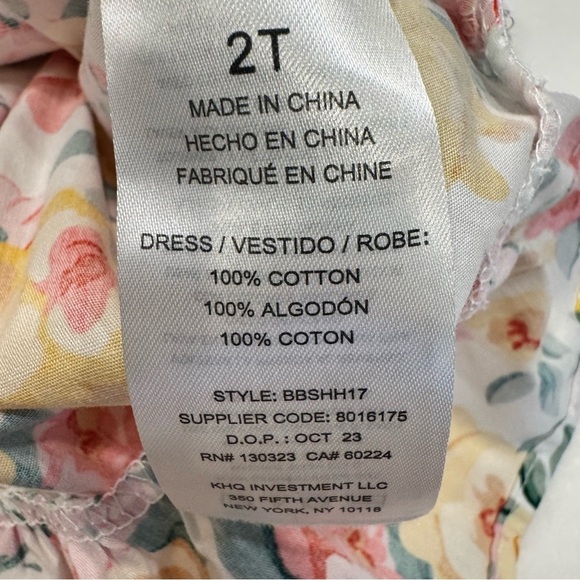 2T
MADE IN CHINA
HECHO EN CHINA
FABRIQUÉ EN CHINE
DRESS / VESTIDO / ROBE:
100% COTTON
100% ALGODÓN
100% COTON
STYLE: BBSHH17
SUPPLIER CODE: 8016175
D.O.P. : OCT 23
RN# 130323 CA# 60224
KHQ INVESTMENT LLC
350 FIFTH AVENUE
NEW YORK, NY 10118